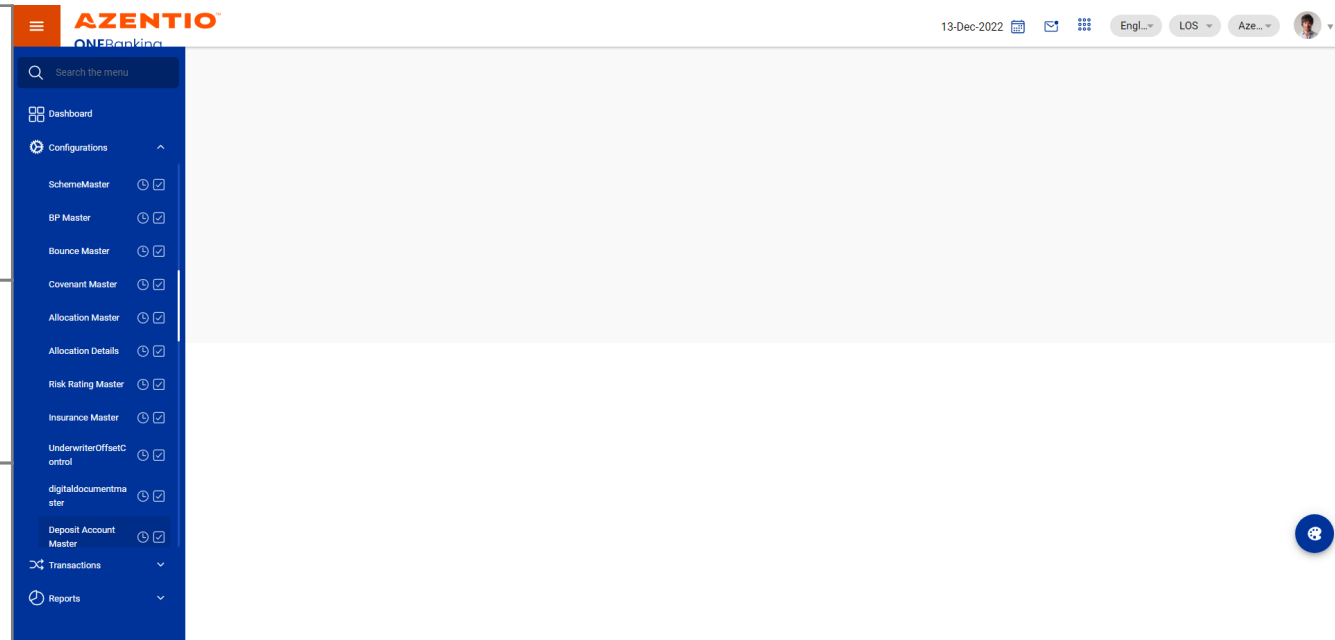 AZENTIO™
ONEBanking
13-Dec-2022
Engl...
LOS
Aze...
Search the menu
Dashboard
Configurations
SchemeMaster
BP Master
Bounce Master
Covenant Master
Allocation Master
Allocation Details
Risk Rating Master
Insurance Master
UnderwriterOffsetC
ontrol
digitaldocumentma
ster
Deposit Account
Master
Transactions
Reports